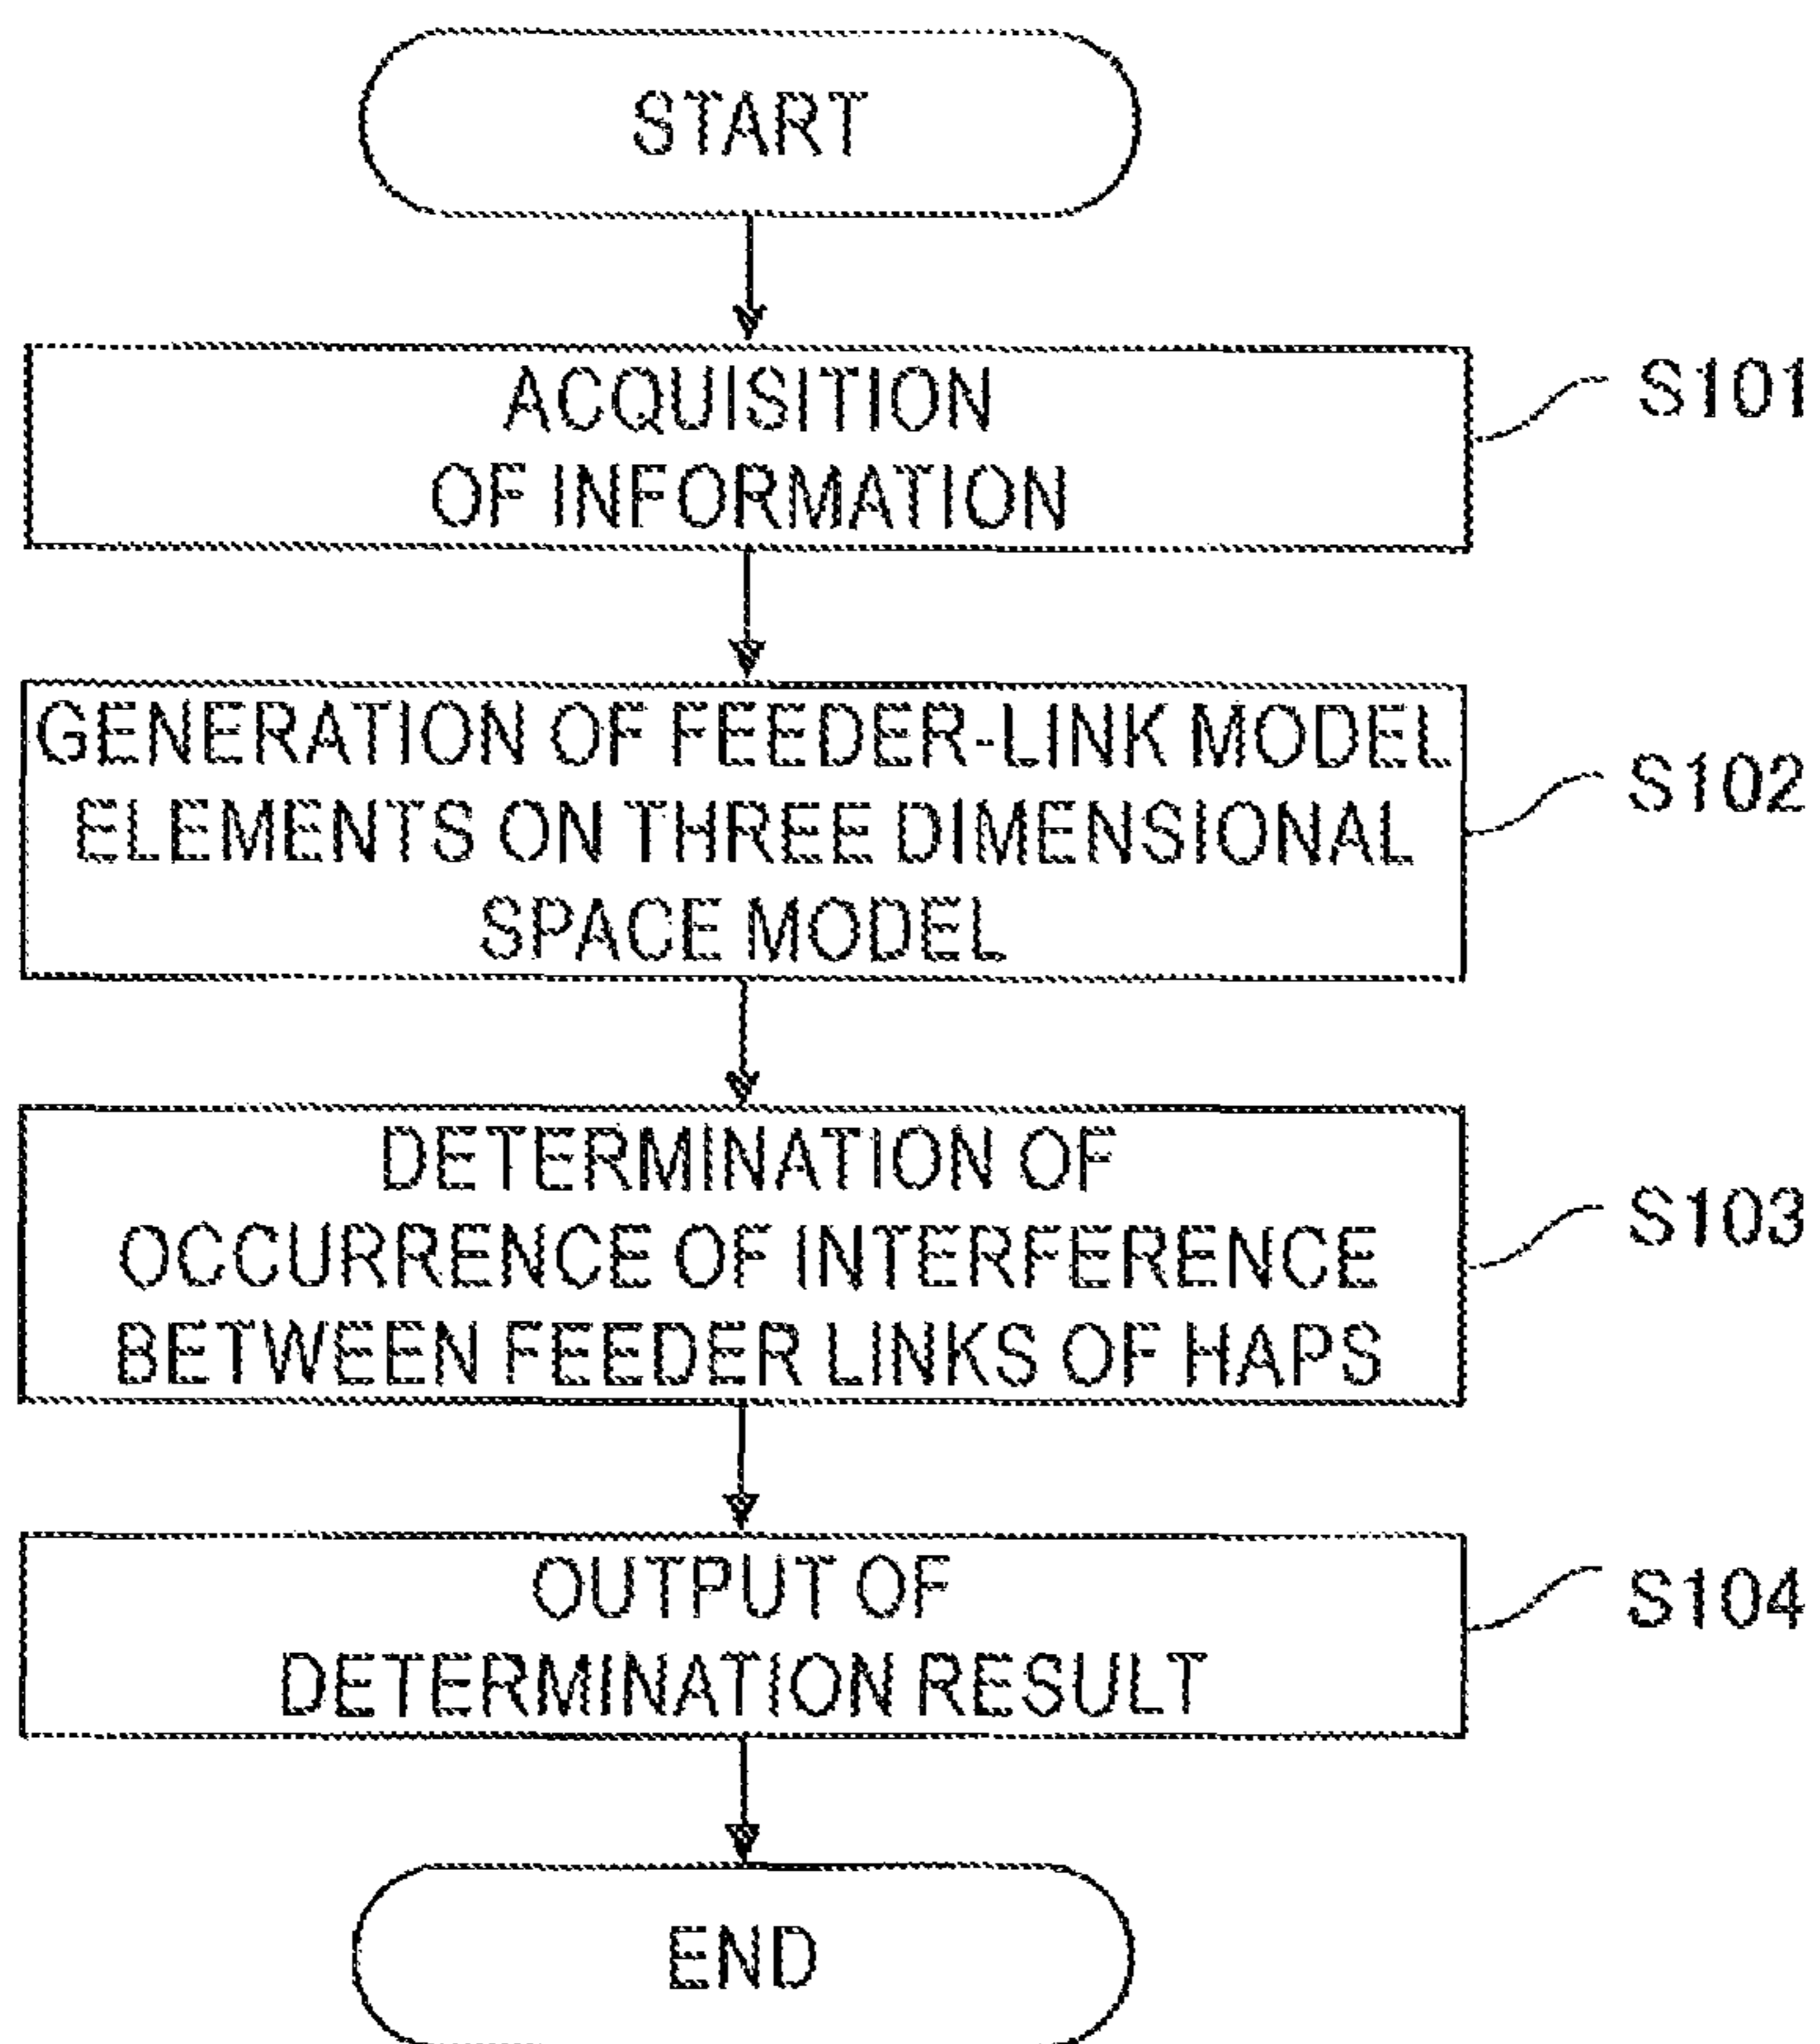 START
ACQUISITION
OF INFORMATION
S101
GENERATION OF FEEDER-LINK MODEL
ELEMENTS ON THREE DIMENSIONAL
SPACE MODEL
S102
DETERMINATION OF
OCCURRENCE OF INTERFERENCE
BETWEEN FEEDER LINKS OF HAPS
S103
OUTPUT OF
DETERMINATION RESULT
S104
END